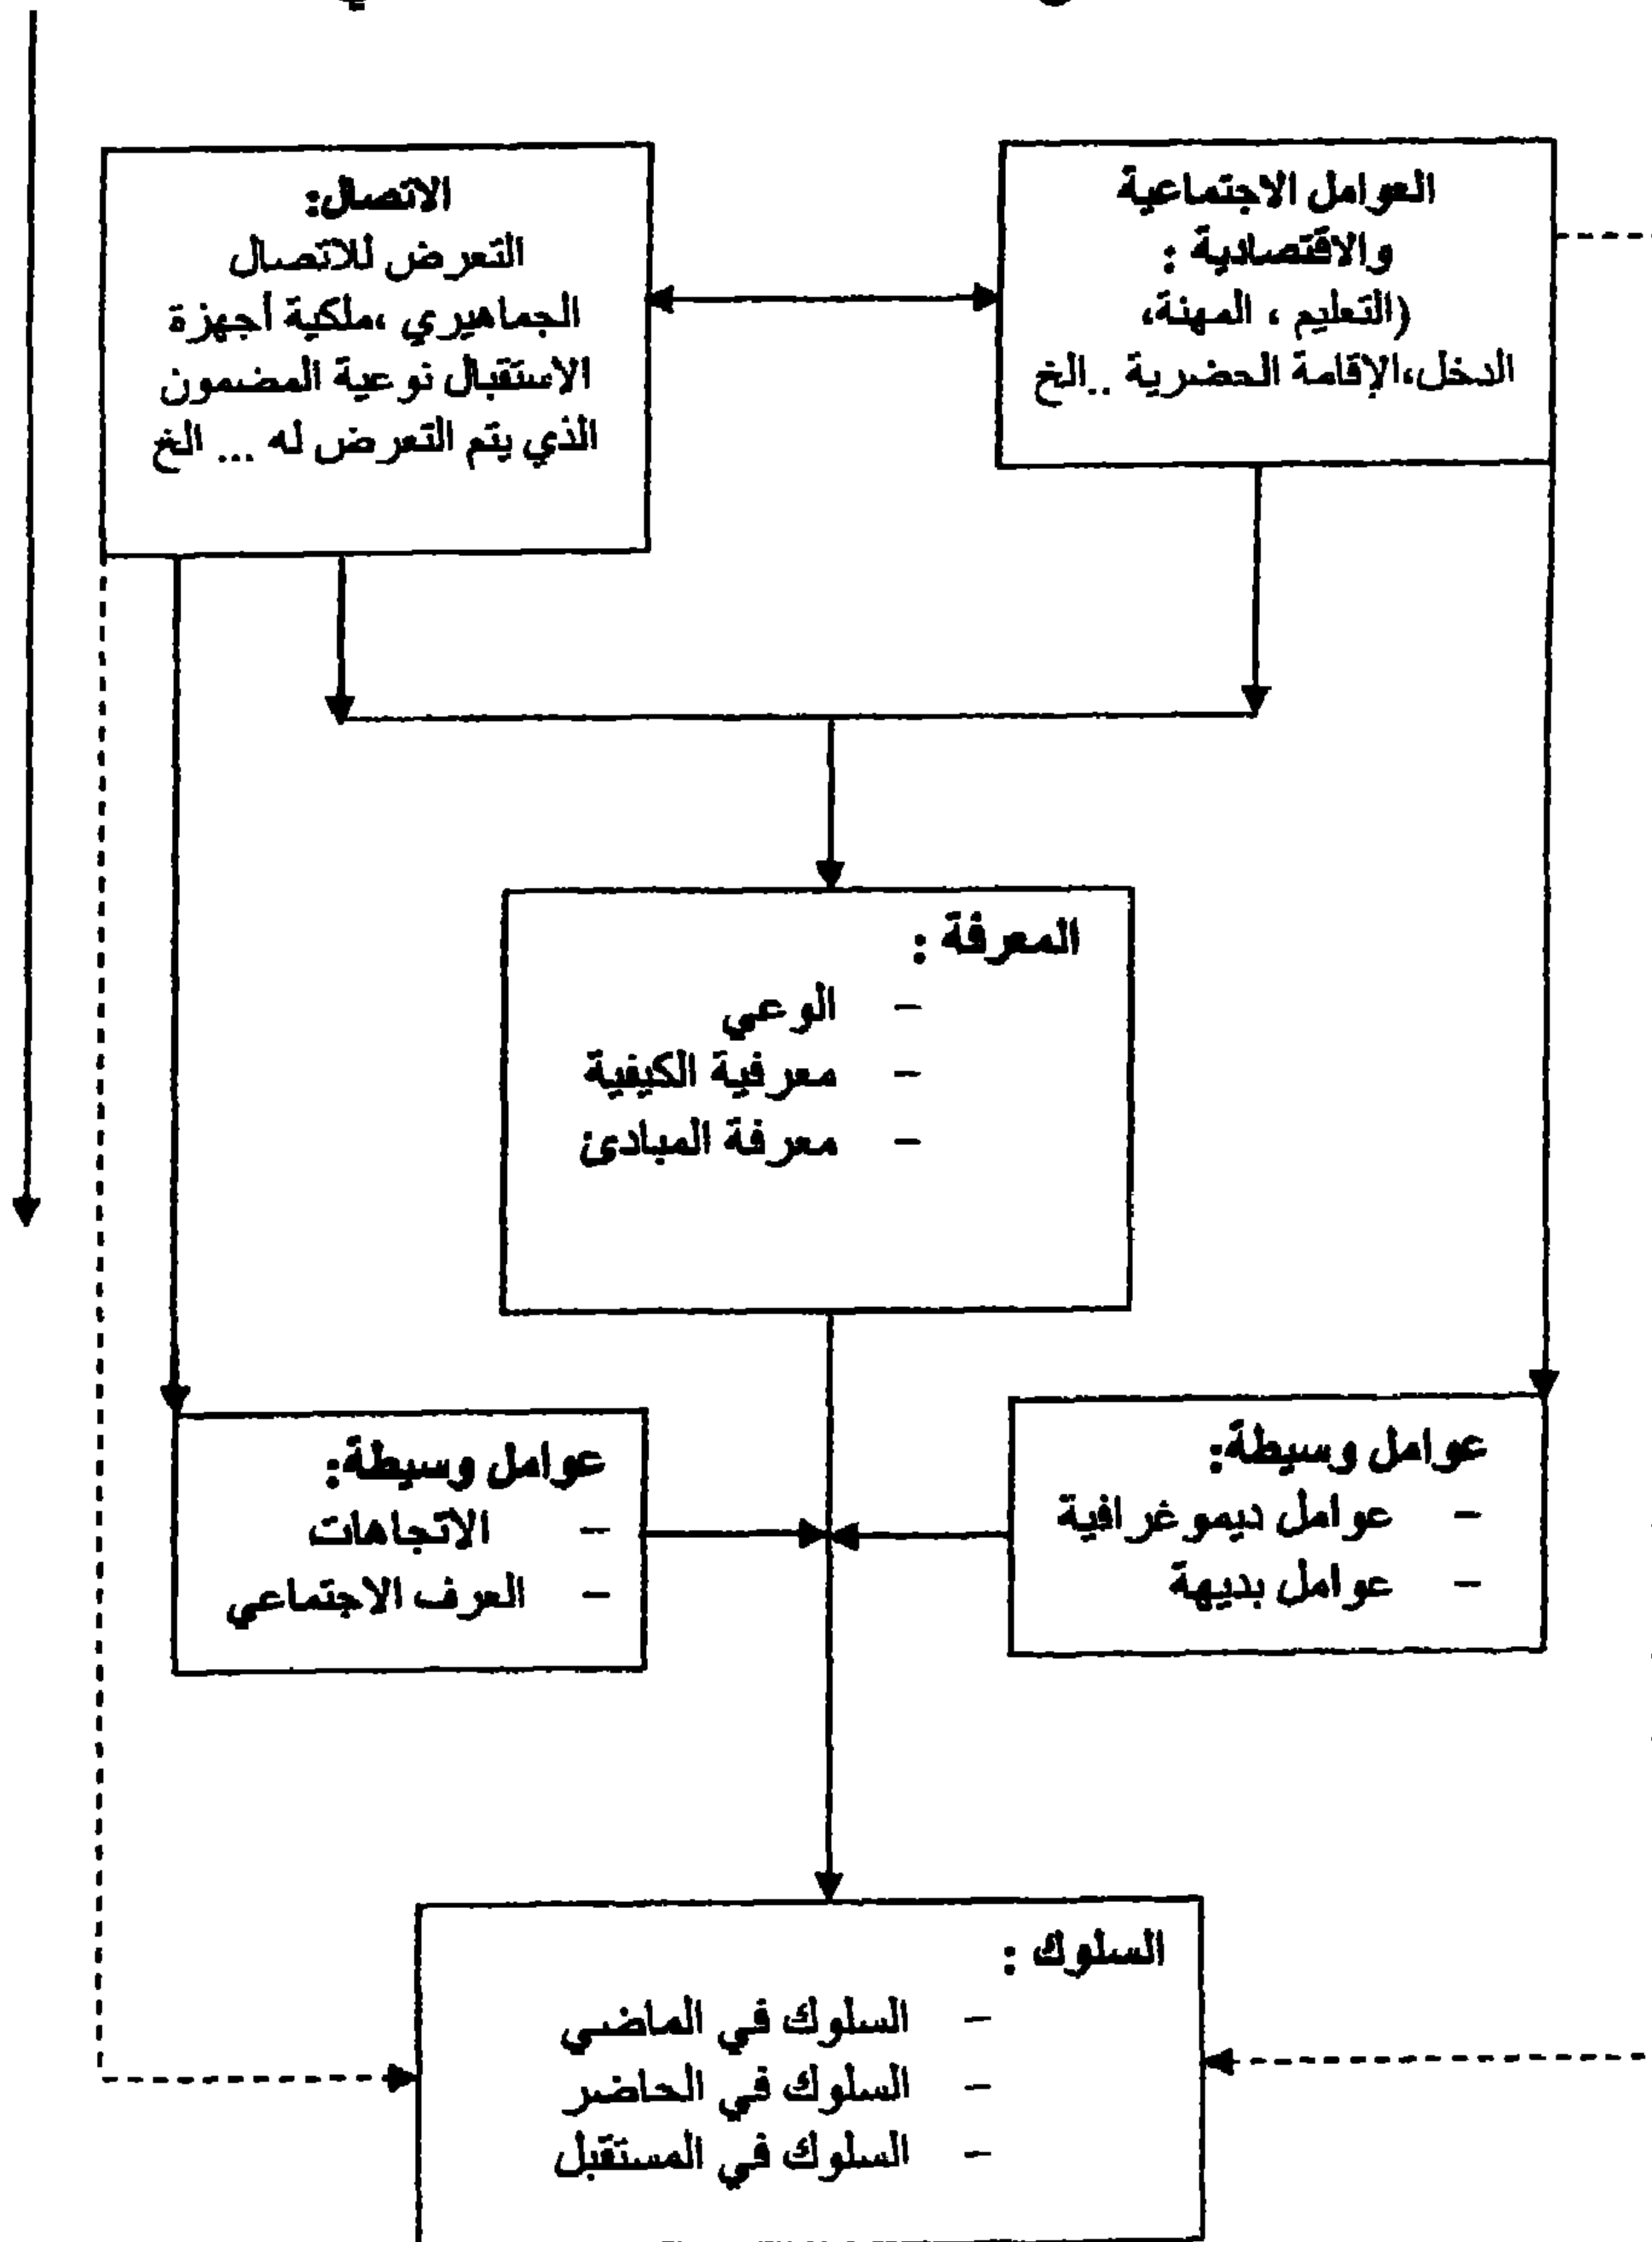 العوامل الاجتماعية
والاقتصادية :
(التعليم ، المهنة،
الدخل،الإقامة الحضرية ..الخ
الاتصال:
التعرض للاتصال
الجماهيري ،ملكية أجهزة
الاستقبال نوعية المضمون
الذي يتم التعرض له ... الخ
المعرفة :
- الوعي
- معرفية الكيفية
- معرفة المبادئ
عوامل وسيطة:
- عوامل ديموغرافية
- عوامل بديهة
عوامل وسيطة:
- الاتجاهات
- العرف الاجتماعي
السلوك :
- السلوك في الماضي
- السلوك في الحاضر
- السلوك في المستقبل